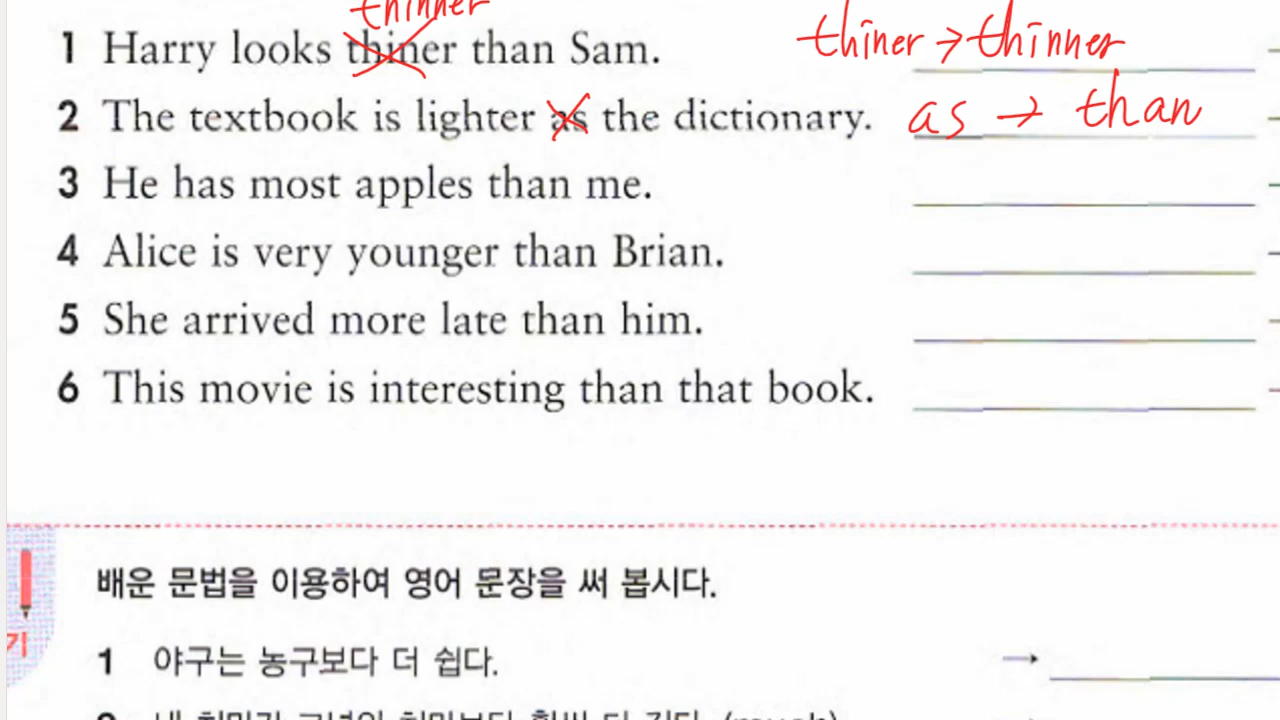 thinner
1 Harry looks thiner than Sam. thiner → thinner
2 The textbook is lighter as the dictionary. as → than
3 He has most apples than me.
4 Alice is very younger than Brian.
5 She arrived more late than him.
6 This movie is interesting than that book.
배운 문법을 이용하여 영어 문장을 써 봅시다.
기
1 야구는 농구보다 더 쉽다. →